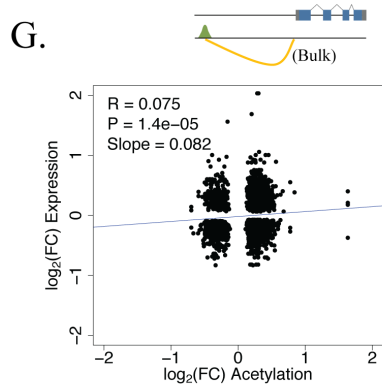 G.
(Bulk)
R = 0.075
P = 1.4e−05
Slope = 0.082
log2(FC) Expression
2
1
0
−1
−2
−2 −1 0 1 2
log2(FC) Acetylation